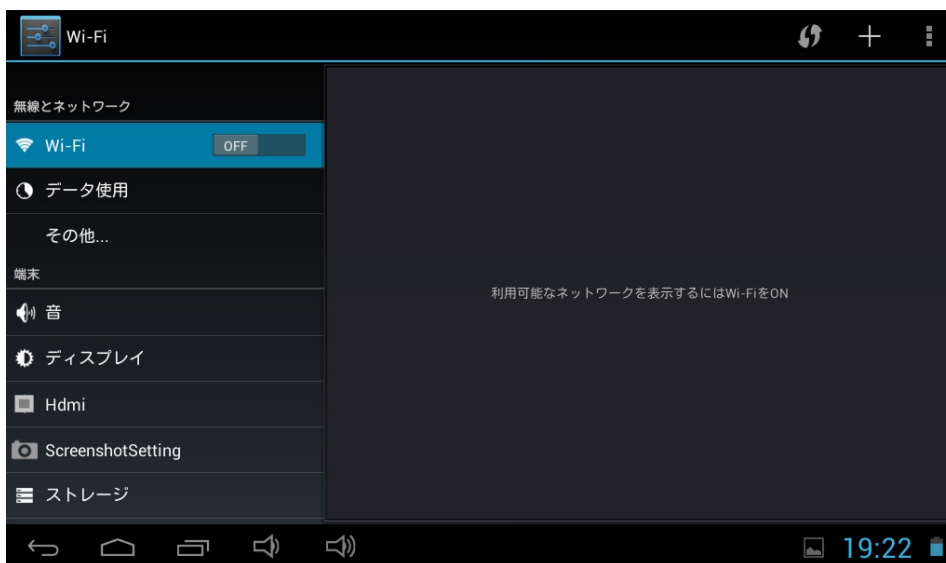 Wi-Fi
無線とネットワーク
Wi-Fi
OFF
データ使用
その他...
端末
音
ディスプレイ
Hdmi
ScreenshotSetting
ストレージ
利用可能なネットワークを表示するにはWi-FiをON
19:22